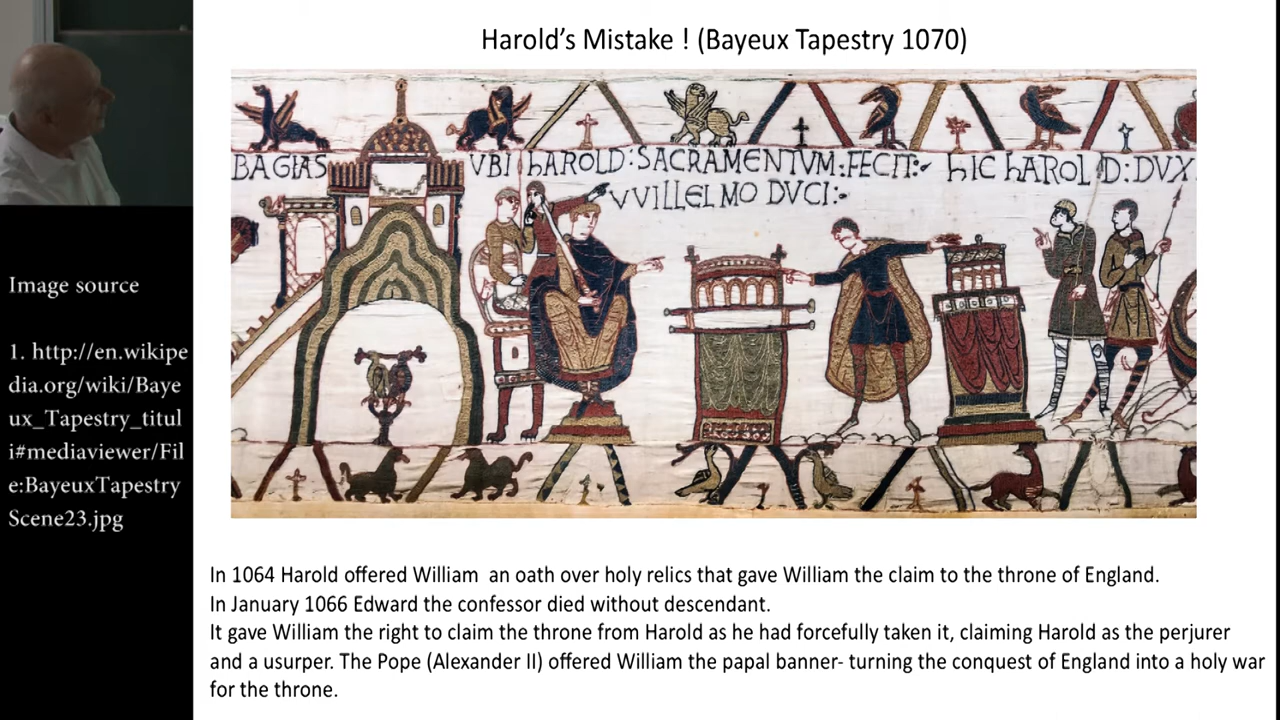 Harold's Mistake ! (Bayeux Tapestry 1070)
BAGIAS
VBI hAROLD:SACRAMENTVM:FECIT:
hIC hAROLD:DVX
VVILLELMO DVCI:
Image source
1. http://en.wikipe
dia.org/wiki/Baye
ux_Tapestry_titul
i#mediaviewer/Fil
e:BayeuxTapestry
Scene23.jpg
In 1064 Harold offered William  an oath over holy relics that gave William the claim to the throne of England.
In January 1066 Edward the confessor died without descendant.
It gave William the right to claim the throne from Harold as he had forcefully taken it, claiming Harold as the perjurer
and a usurper. The Pope (Alexander II) offered William the papal banner- turning the conquest of England into a holy war
for the throne.